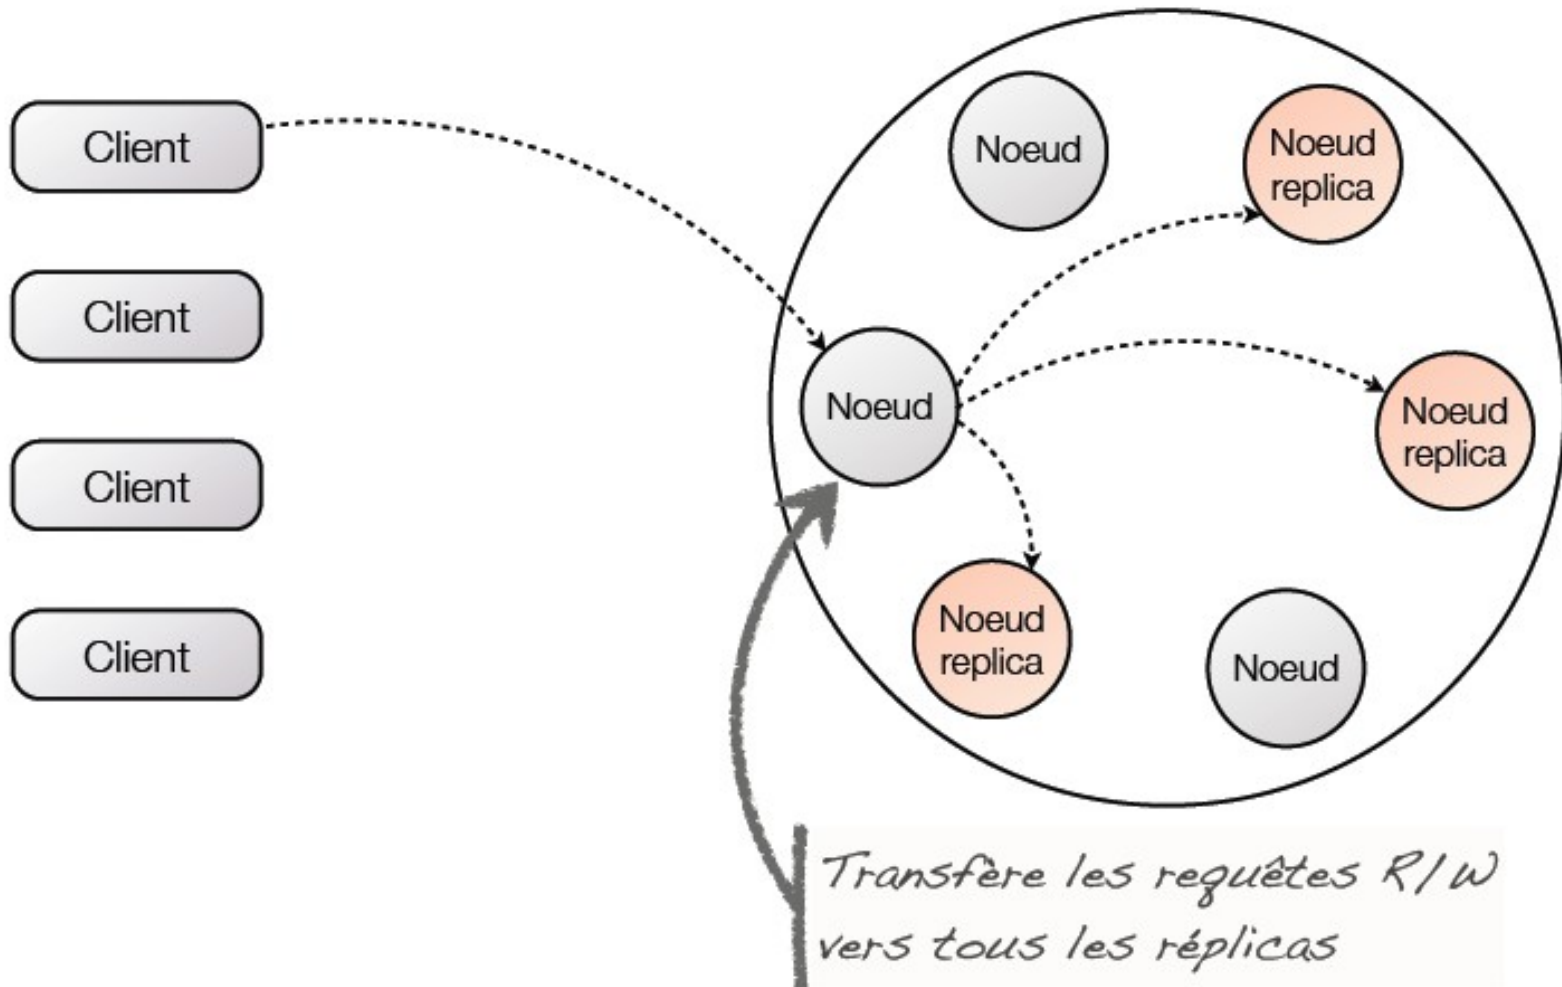 Client
Client
Client
Client
Noeud
Noeud
replica
Noeud
Noeud
replica
Noeud
replica
Noeud
Transfère les requêtes R/W
vers tous les réplicas